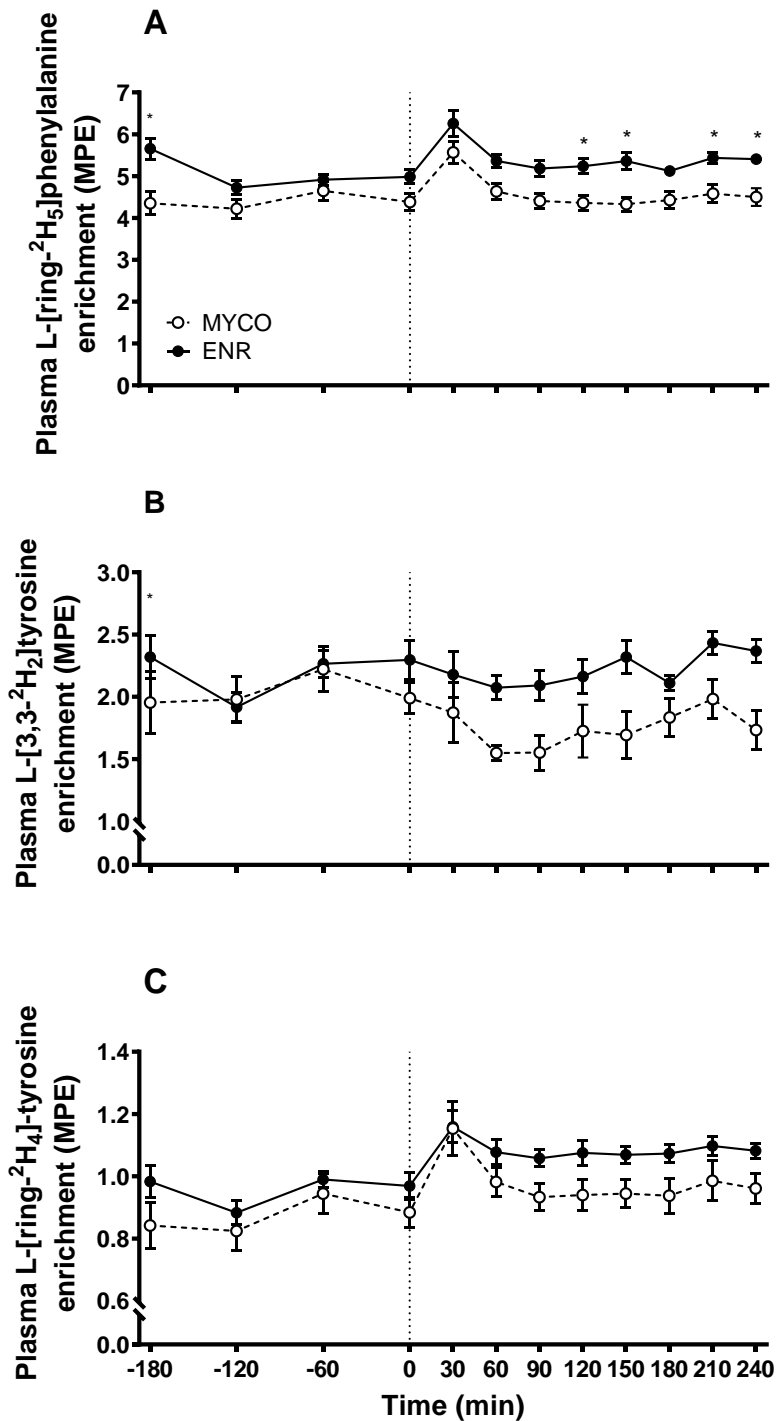 A
Plasma L-[ring-²H₅]phenylalanine
enrichment (MPE)
7
6
5
4
3
2
1
0
*
* * * *
MYCO
ENR
B
Plasma L-[3,3-²H₂]tyrosine
enrichment (MPE)
3.0
2.5
2.0
1.5
1.0
0.0
*
C
Plasma L-[ring-²H₄]-tyrosine
enrichment (MPE)
1.4
1.2
1.0
0.8
0.6
0.0
-180 -120 -60 0 30 60 90 120 150 180 210 240
Time (min)